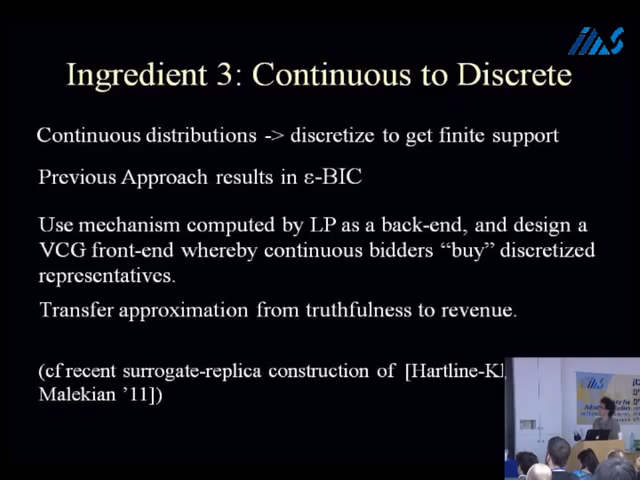 IIAS
Ingredient 3: Continuous to Discrete
Continuous distributions -> discretize to get finite support
Previous Approach results in ε-BIC
Use mechanism computed by LP as a back-end, and design a
VCG front-end whereby continuous bidders “buy” discretized
representatives.
Transfer approximation from truthfulness to revenue.
(cf recent surrogate-replica construction of [Hartline-
Malekian ’11])